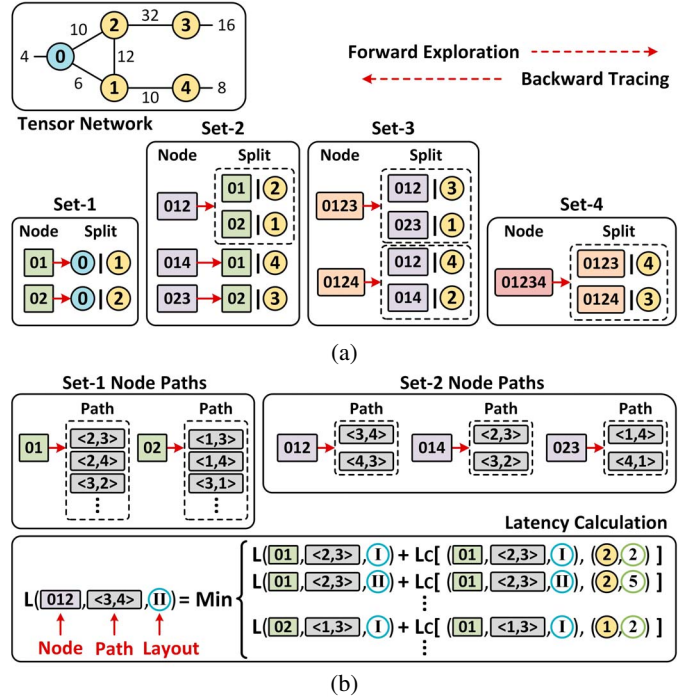 10 2 32 3 16
4 0 12
6 1 10 4 8
Tensor Network
Forward Exploration
Backward Tracing
Set-1
Node Split
01 0 | 1
02 0 | 2
Set-2
Node Split
012 01 | 2
02 | 1
014 01 | 4
023 02 | 3
Set-3
Node Split
0123 012 | 3
023 | 1
0124 012 | 4
014 | 2
Set-4
Node Split
01234 0123 | 4
0124 | 3
(a)
Set-1 Node Paths
Path Path
01 <2,3> 02 <1,3>
<2,4> <1,4>
<3,2> <3,1>
⋮ ⋮
Set-2 Node Paths
Path Path Path
012 <3,4> 014 <2,3> 023 <1,4>
<4,3> <3,2> <4,1>
Latency Calculation
L(012,<3,4>,II) = Min
Node Path Layout
L(01,<2,3>,I) + Lc[ (01,<2,3>,I), (2,2) ]
L(01,<2,3>,II) + Lc[ (01,<2,3>,II), (2,5) ]
⋮
L(02,<1,3>,I) + Lc[ (01,<1,3>,I), (1,2) ]
⋮
(b)